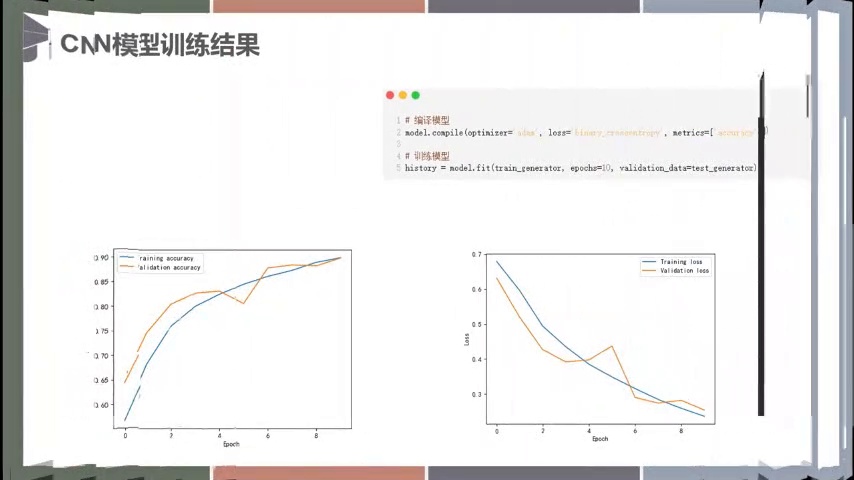 CNN模型训练结果
1 # 编译模型
2 model.compile(optimizer='adam', loss='binary_crossentropy', metrics=['accuracy'])
3
4 # 训练模型
5 history = model.fit(train_generator, epochs=10, validation_data=test_generator)
Training accuracy
Validation accuracy
0.90
0.85
0.80
0.75
0.70
0.65
0.60
0 2 4 6 8
Epoch
Training loss
Validation loss
0.7
0.6
0.5
0.4
0.3
Loss
0 2 4 6 8
Epoch